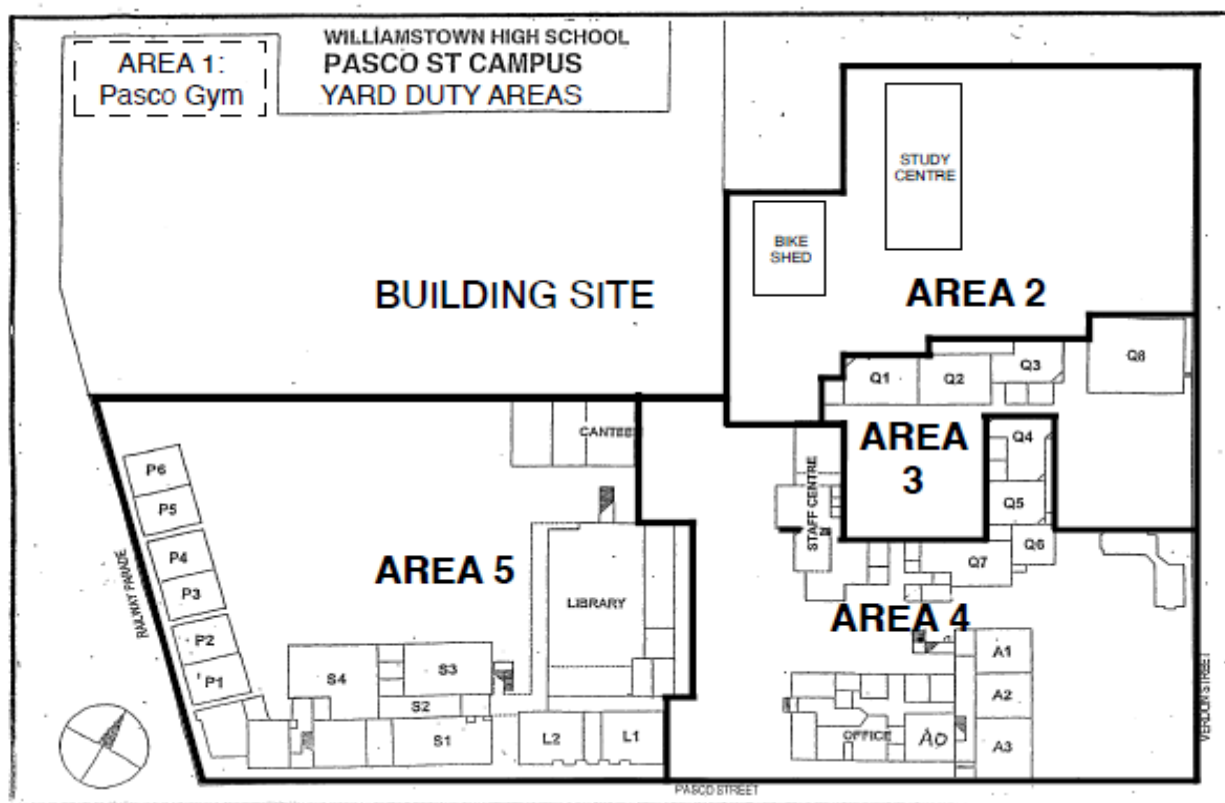 AREA 1:
Pasco Gym
WILLIAMSTOWN HIGH SCHOOL
PASCO ST CAMPUS
YARD DUTY AREAS
STUDY
CENTRE
BIKE
SHED
BUILDING SITE
AREA 2
Q1
Q2
Q3
Q8
CANTEEN
AREA
3
Q4
Q5
Q6
Q7
STAFF CENTRE
P6
P5
P4
P3
P2
P1
RAILWAY PARADE
AREA 5
LIBRARY
AREA 4
S4
S3
S2
S1
L2
L1
OFFICE
A0
A1
A2
A3
VERDON STREET
PASCO STREET